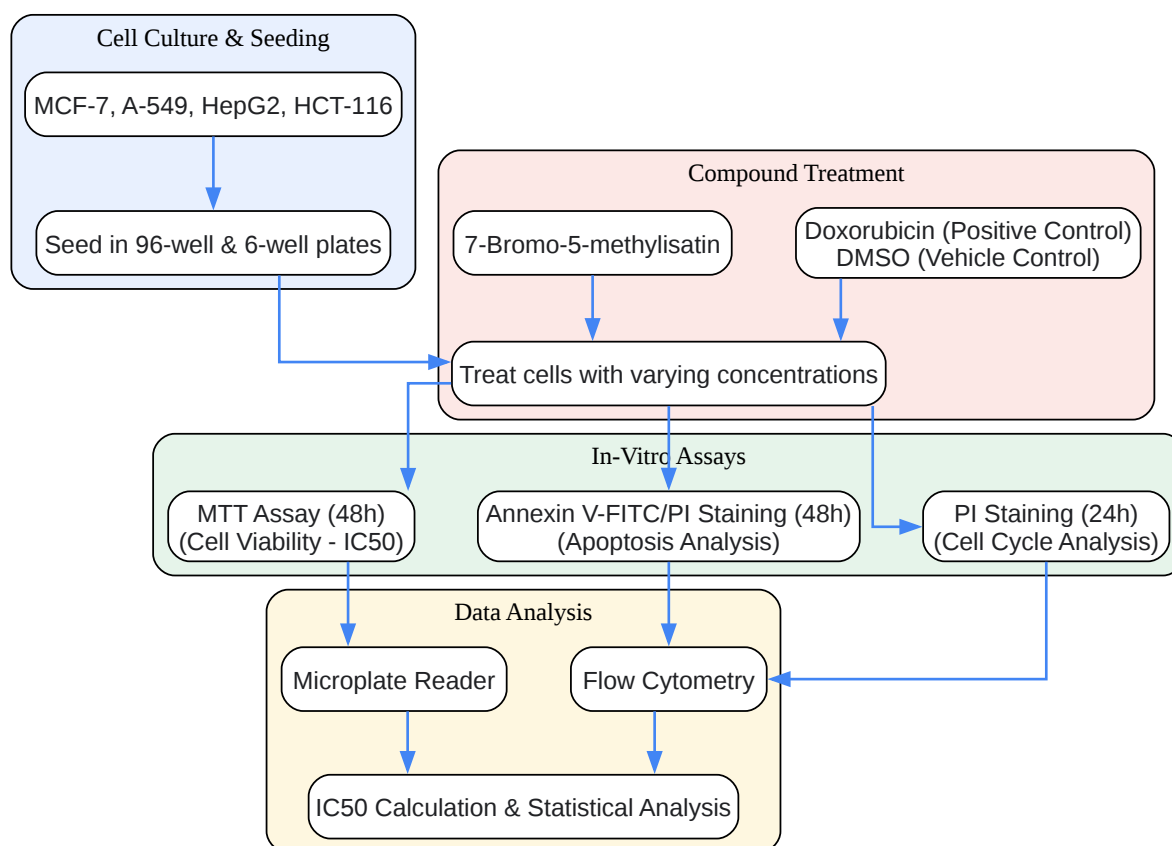 Cell Culture & Seeding
MCF-7, A-549, HepG2, HCT-116
Seed in 96-well & 6-well plates
Compound Treatment
7-Bromo-5-methylisatin
Doxorubicin (Positive Control)
DMSO (Vehicle Control)
Treat cells with varying concentrations
In-Vitro Assays
MTT Assay (48h)
(Cell Viability - IC50)
Annexin V-FITC/PI Staining (48h)
(Apoptosis Analysis)
PI Staining (24h)
(Cell Cycle Analysis)
Data Analysis
Microplate Reader
Flow Cytometry
IC50 Calculation & Statistical Analysis